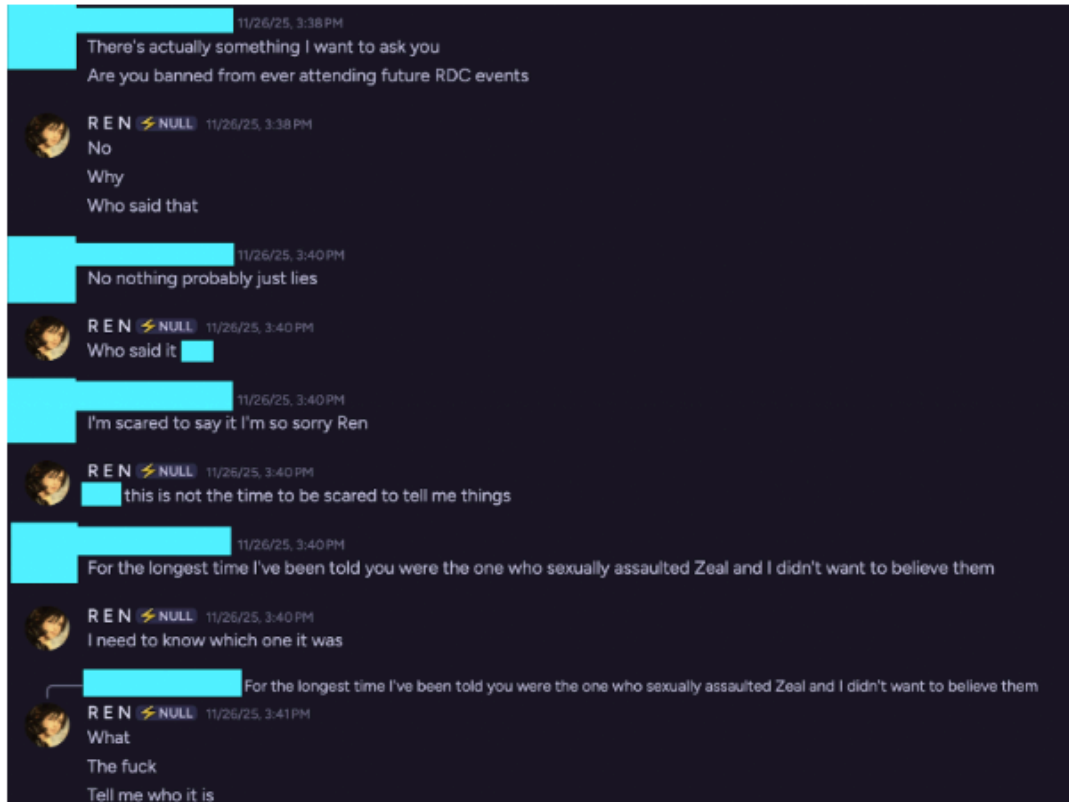 11/26/25, 3:38 PM
There's actually something I want to ask you
Are you banned from ever attending future RDC events
R E N ⚡ NULL 11/26/25, 3:38 PM
No
Why
Who said that
11/26/25, 3:40 PM
No nothing probably just lies
R E N ⚡ NULL 11/26/25, 3:40 PM
Who said it
11/26/25, 3:40 PM
I'm scared to say it I'm so sorry Ren
R E N ⚡ NULL 11/26/25, 3:40 PM
this is not the time to be scared to tell me things
11/26/25, 3:40 PM
For the longest time I've been told you were the one who sexually assaulted Zeal and I didn't want to believe them
R E N ⚡ NULL 11/26/25, 3:40 PM
I need to know which one it was
For the longest time I've been told you were the one who sexually assaulted Zeal and I didn't want to believe them
R E N ⚡ NULL 11/26/25, 3:41 PM
What
The fuck
Tell me who it is